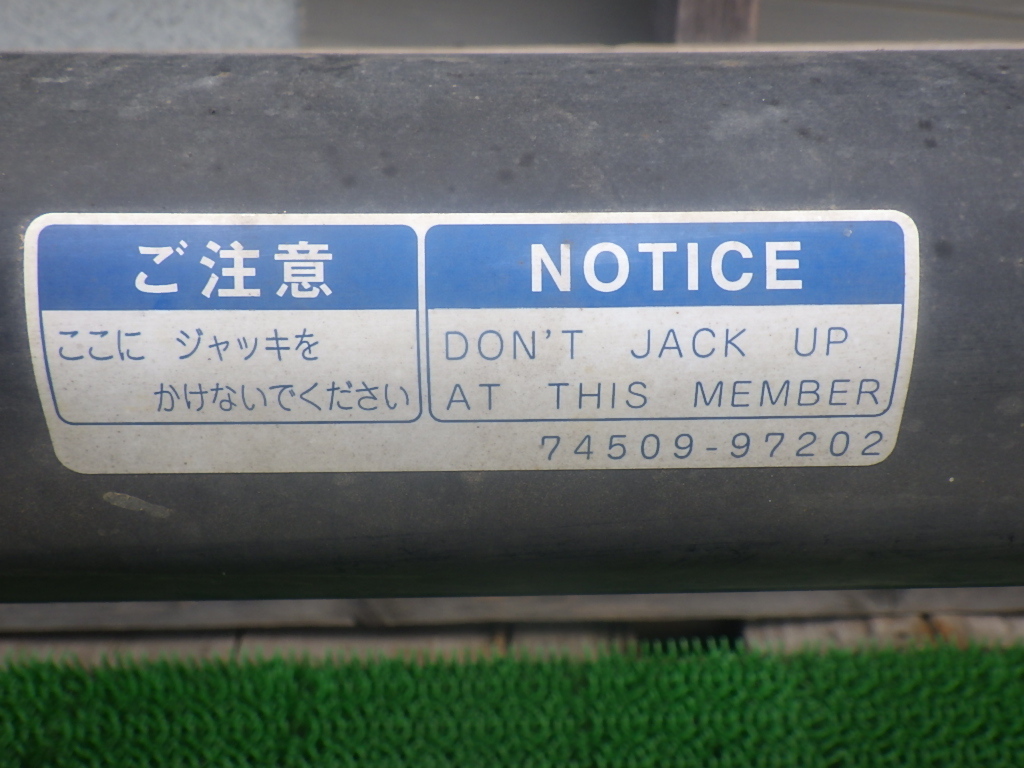 ご注意
ここに ジャッキを
かけないでください
NOTICE
DON'T JACK UP
AT THIS MEMBER
74509-97202